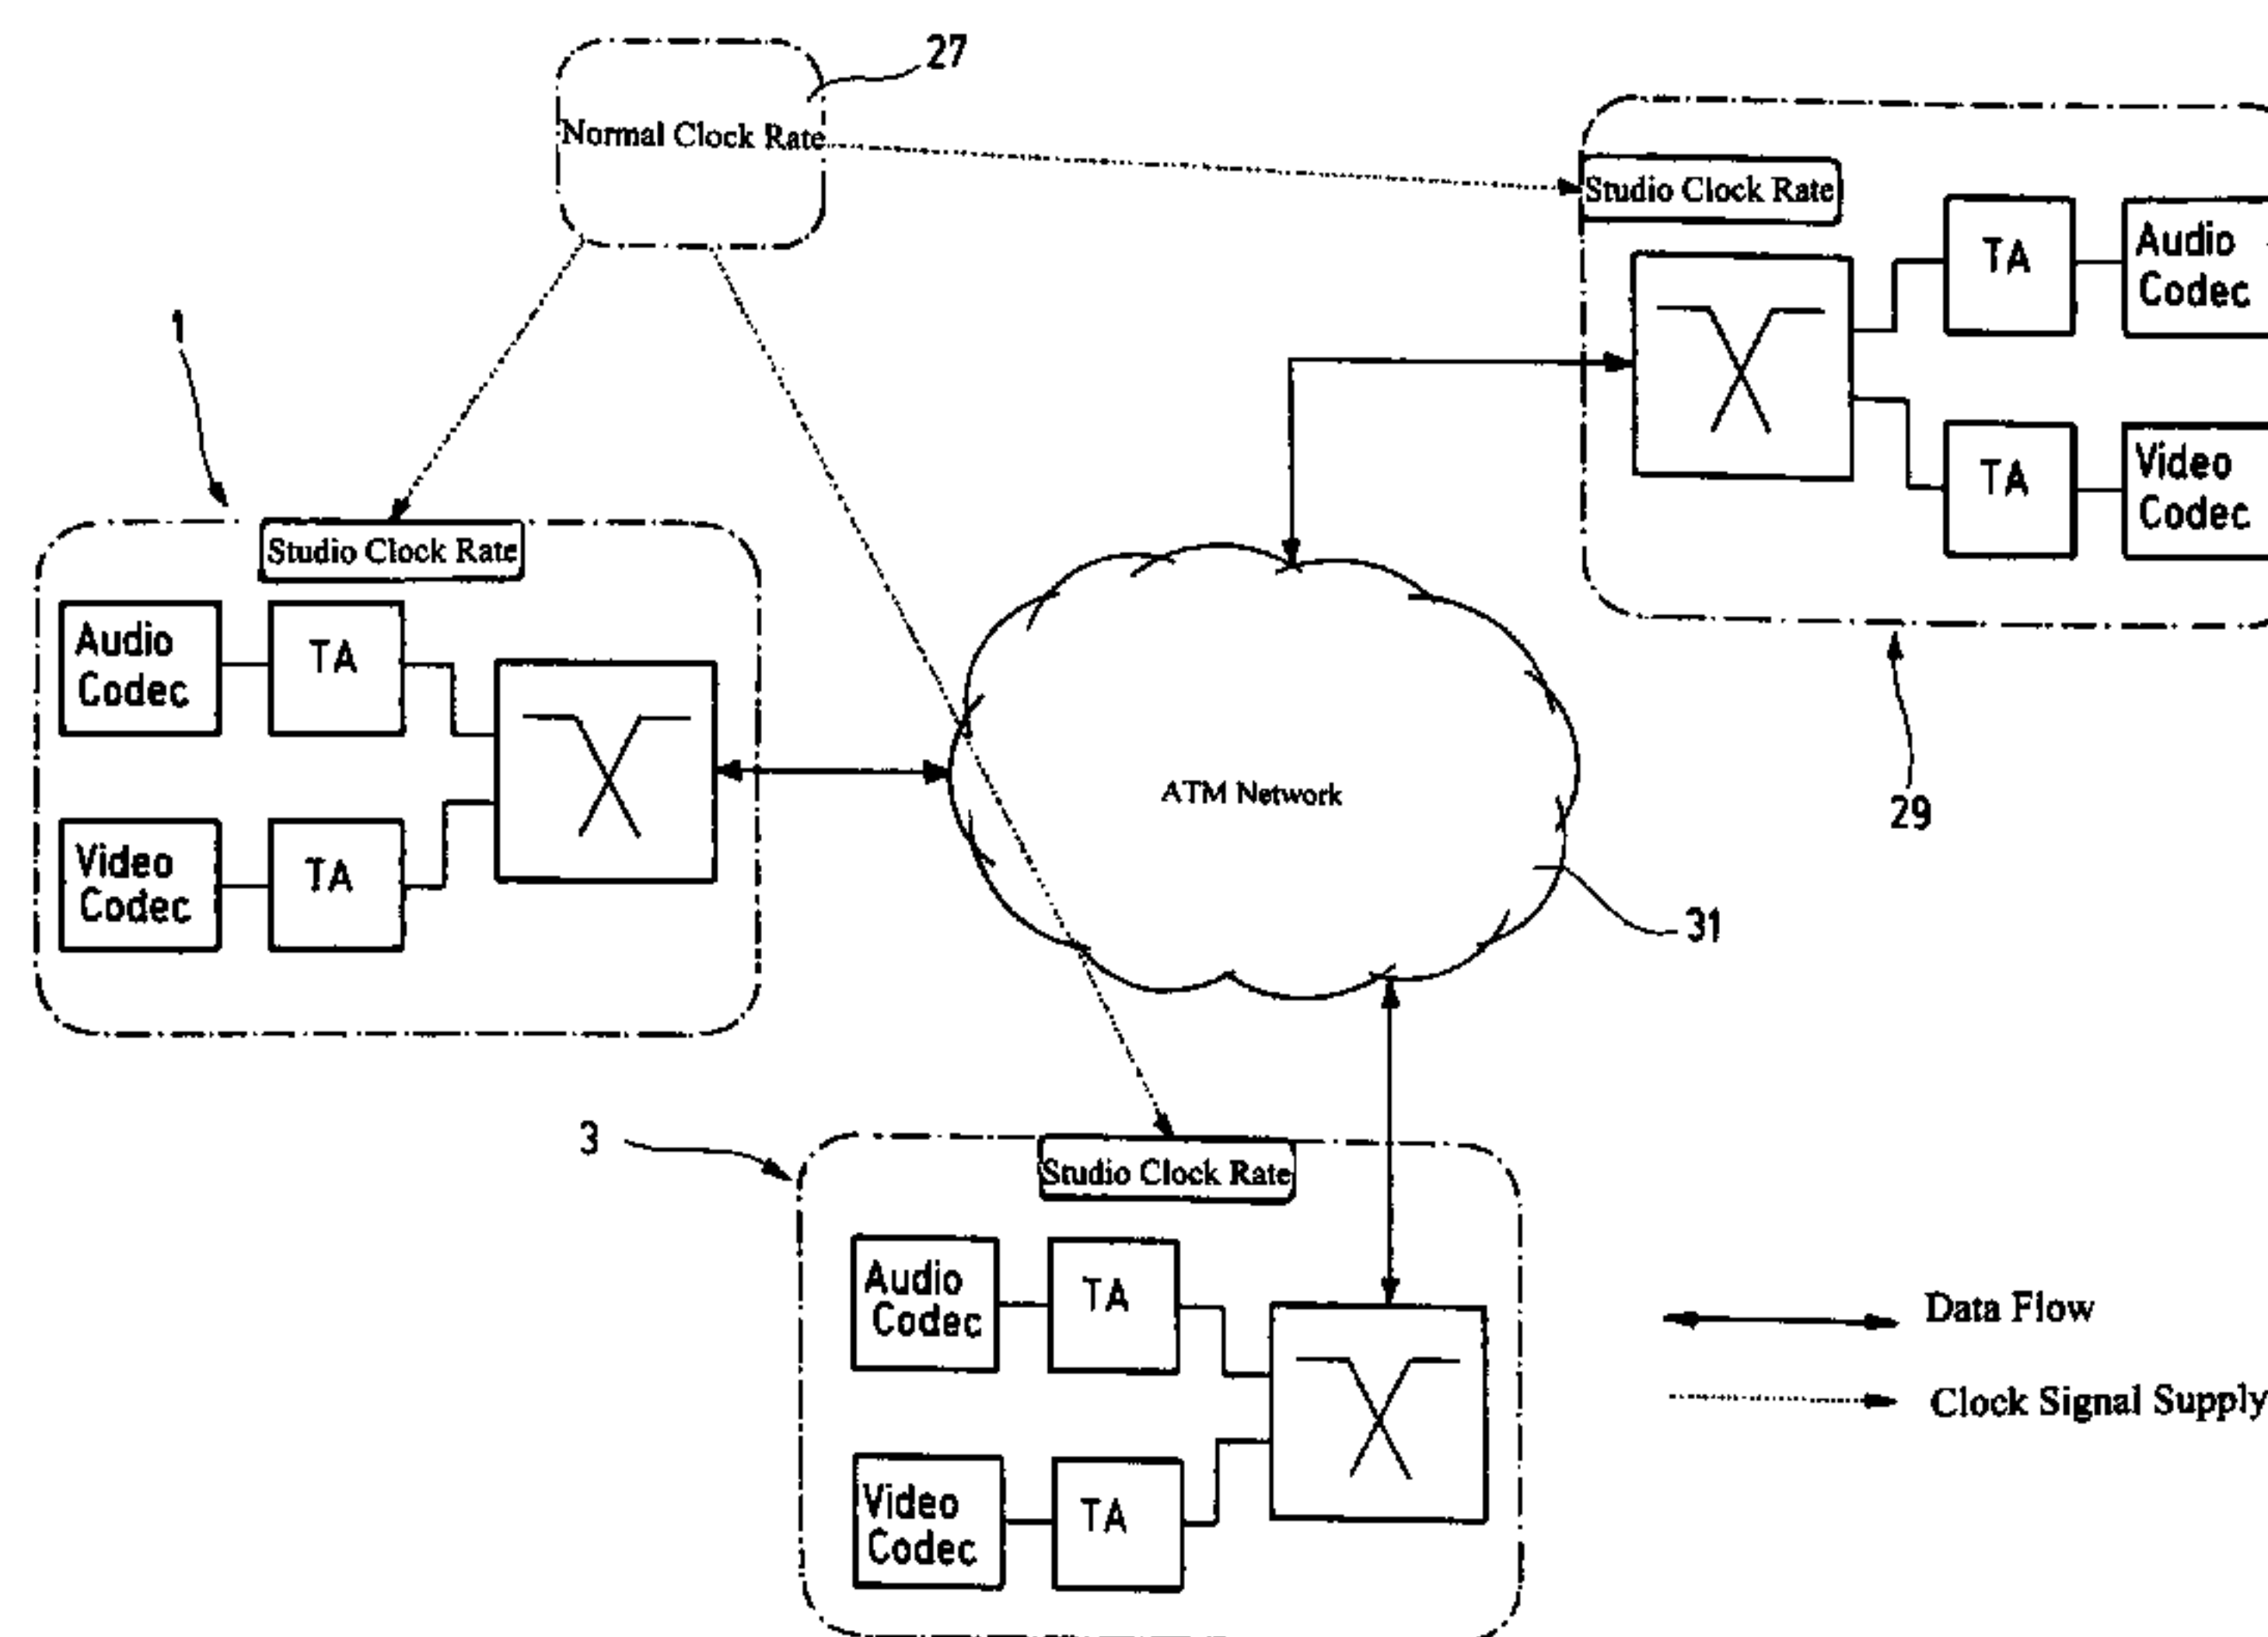 27
Normal Clock Rate
Studio Clock Rate
TA
Audio
Codec
TA
Video
Codec
29
1
Studio Clock Rate
Audio
Codec
TA
Video
Codec
TA
ATM Network
31
3
Studio Clock Rate
Audio
Codec
TA
Video
Codec
TA
Data Flow
Clock Signal Supply